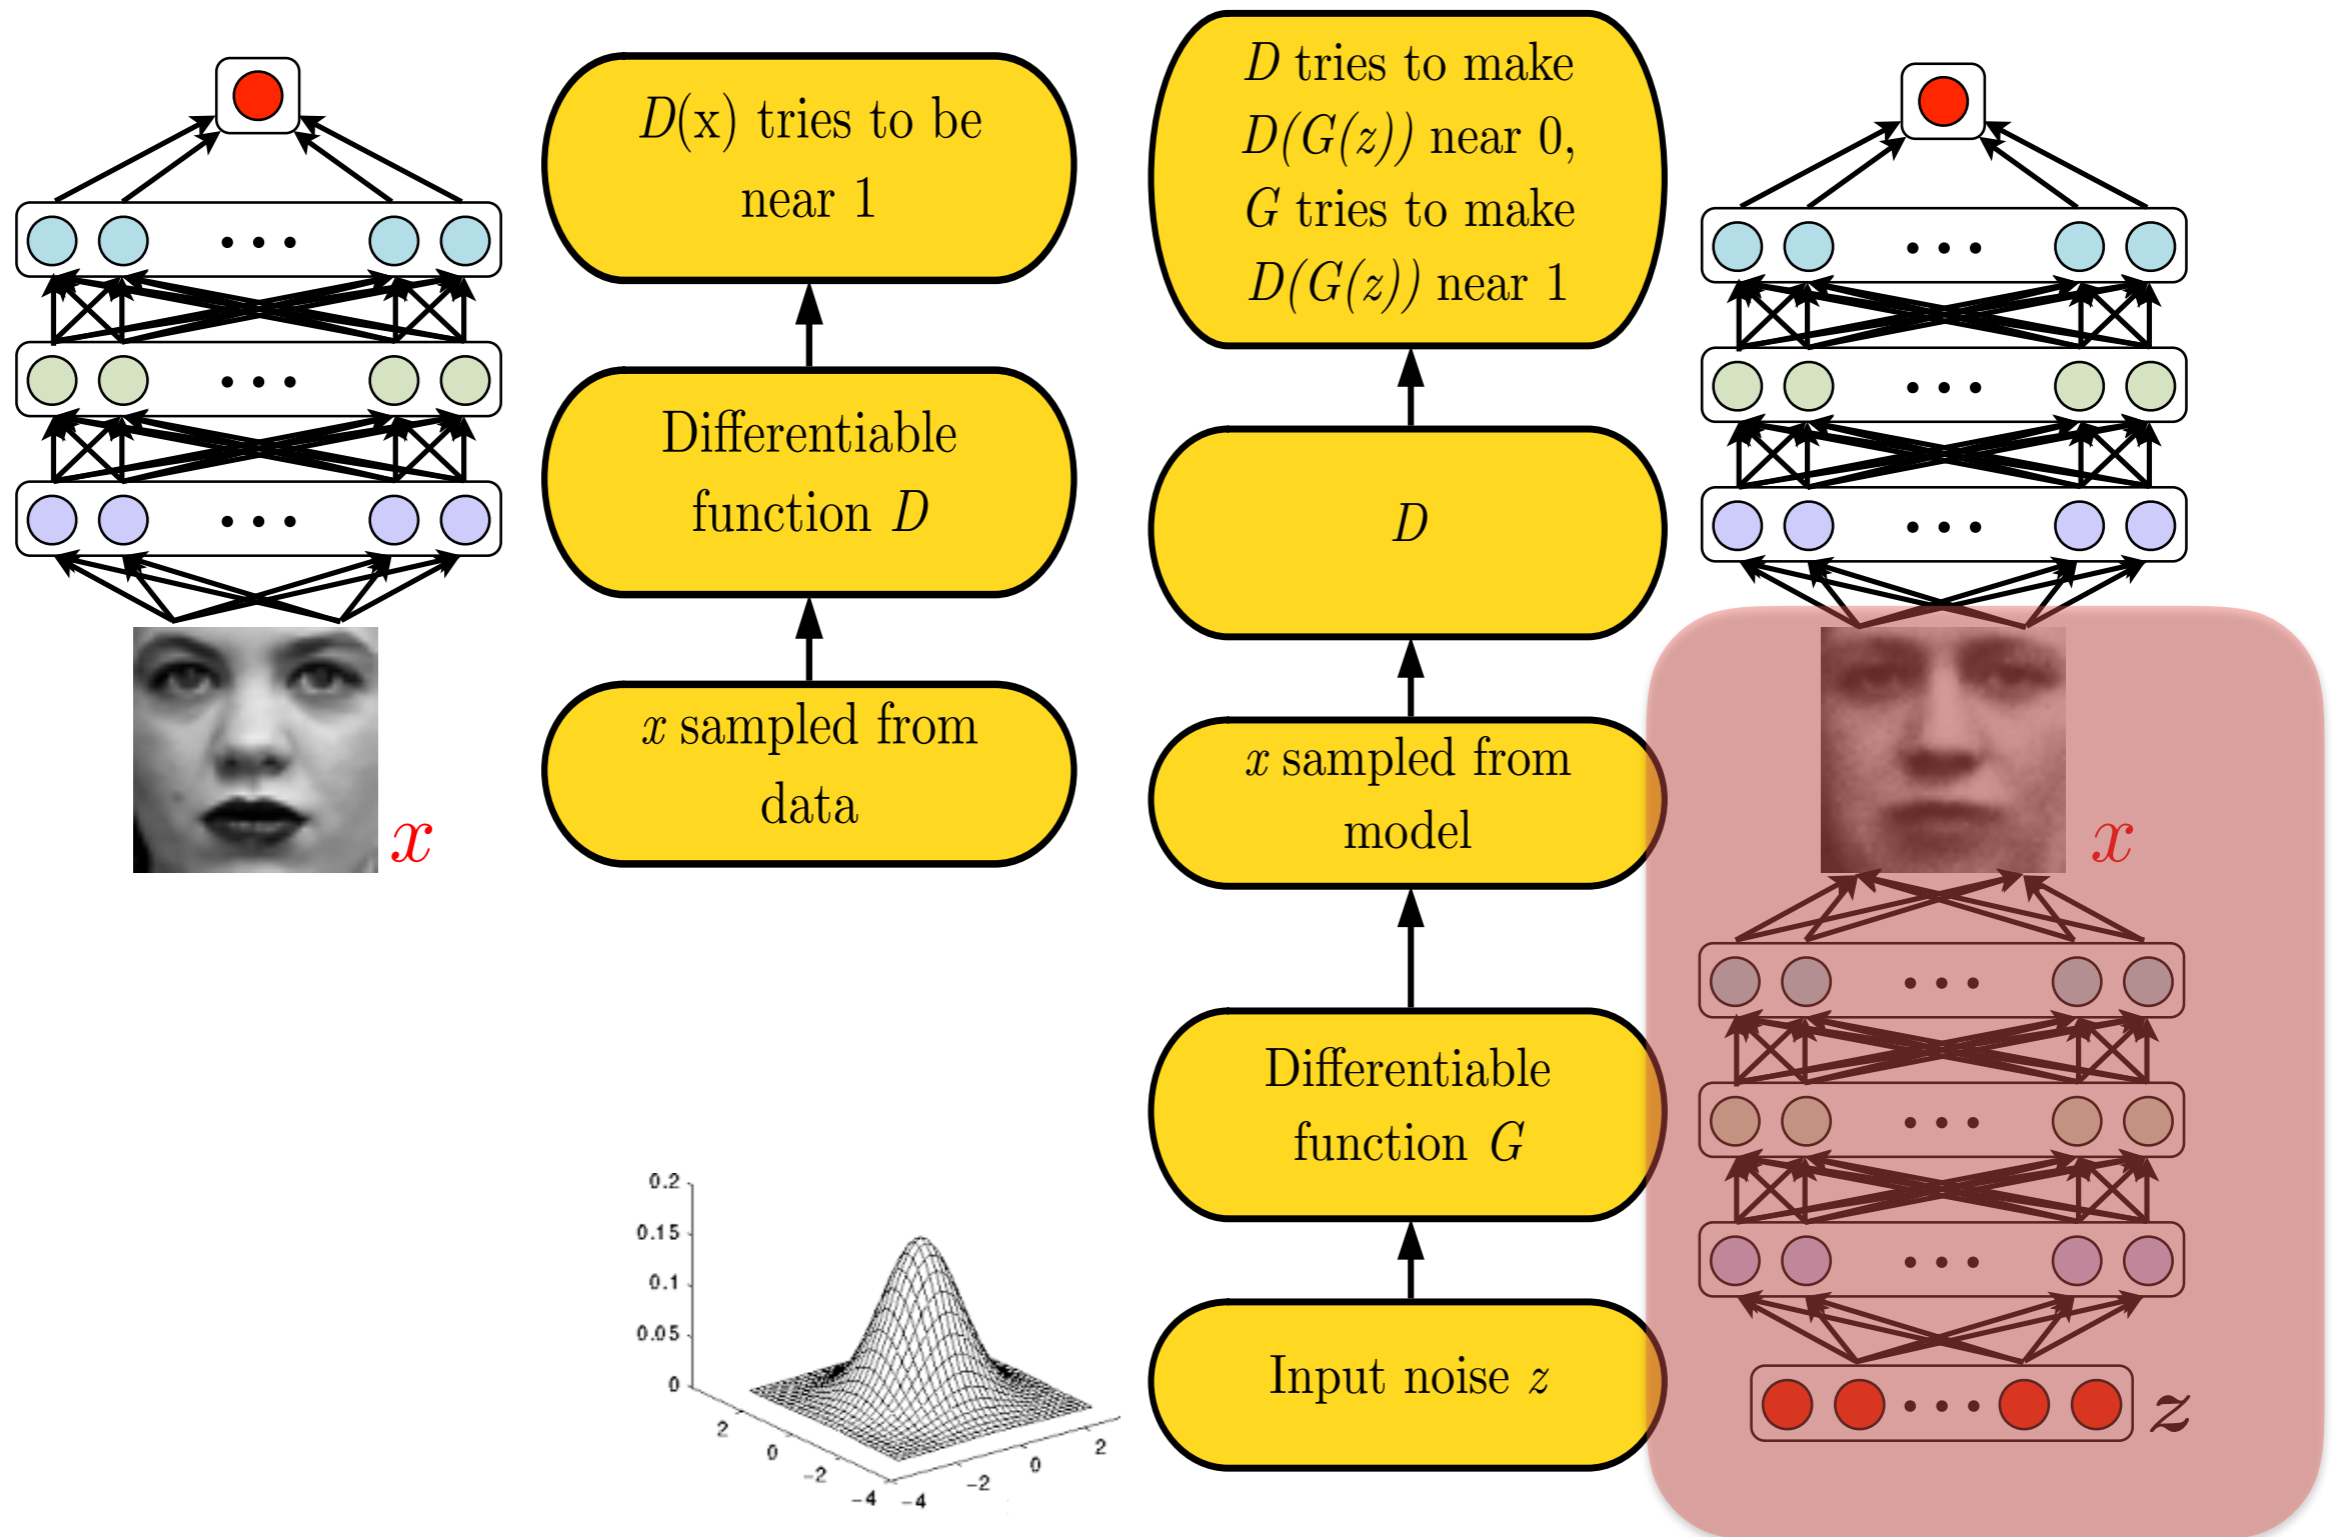 D(x) tries to be
near 1
Differentiable
function D
x sampled from
data
x
D tries to make
D(G(z)) near 0,
G tries to make
D(G(z)) near 1
D
x sampled from
model
x
Differentiable
function G
Input noise z
z
0.2
0.15
0.1
0.05
0
2
0
−2
−4
−4
−2
0
2